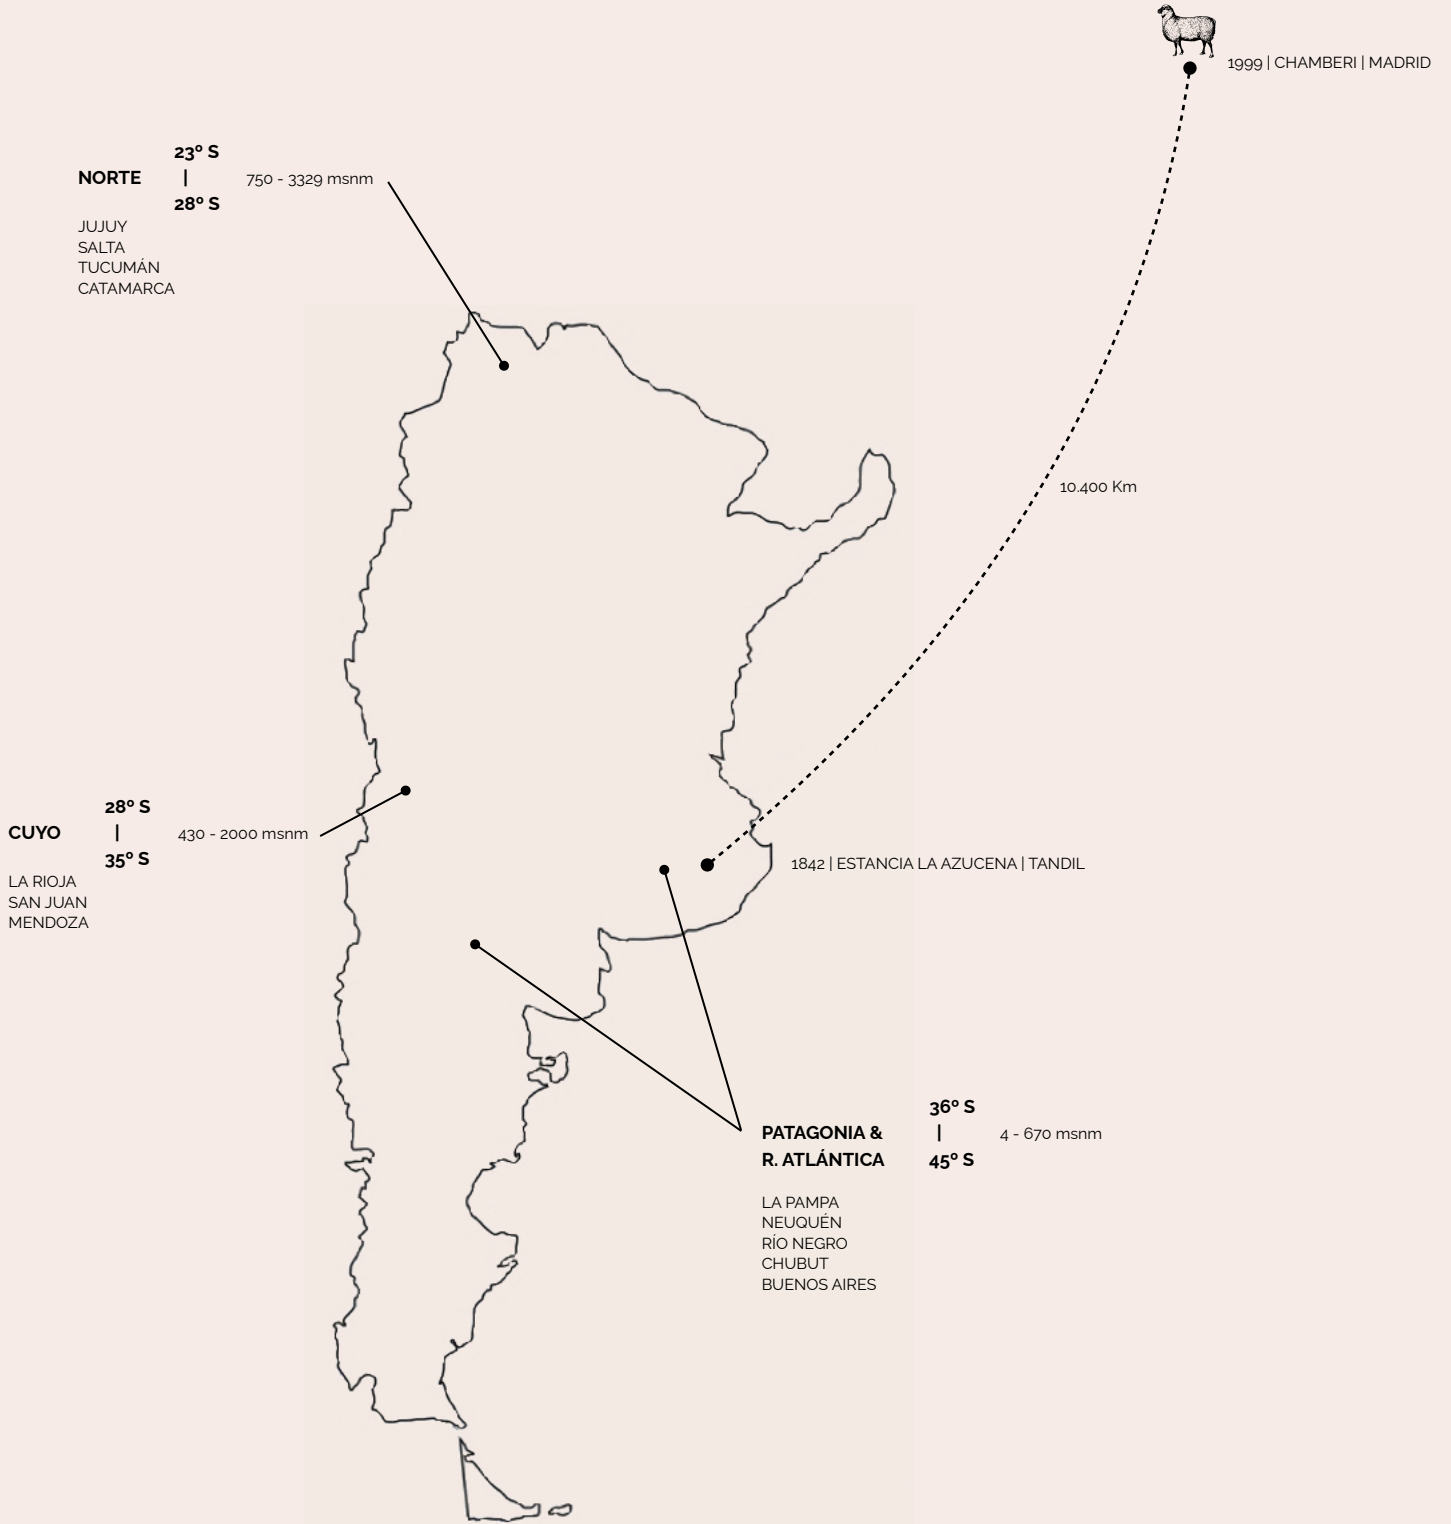 1999 | CHAMBERI | MADRID
23º S
NORTE | 750 - 3329 msnm
28º S
JUJUY
SALTA
TUCUMÁN
CATAMARCA
10.400 Km
28º S
CUYO | 430 - 2000 msnm
35º S
LA RIOJA
SAN JUAN
MENDOZA
1842 | ESTANCIA LA AZUCENA | TANDIL
36º S
PATAGONIA & | 4 - 670 msnm
R. ATLÁNTICA 45º S
LA PAMPA
NEUQUÉN
RÍO NEGRO
CHUBUT
BUENOS AIRES